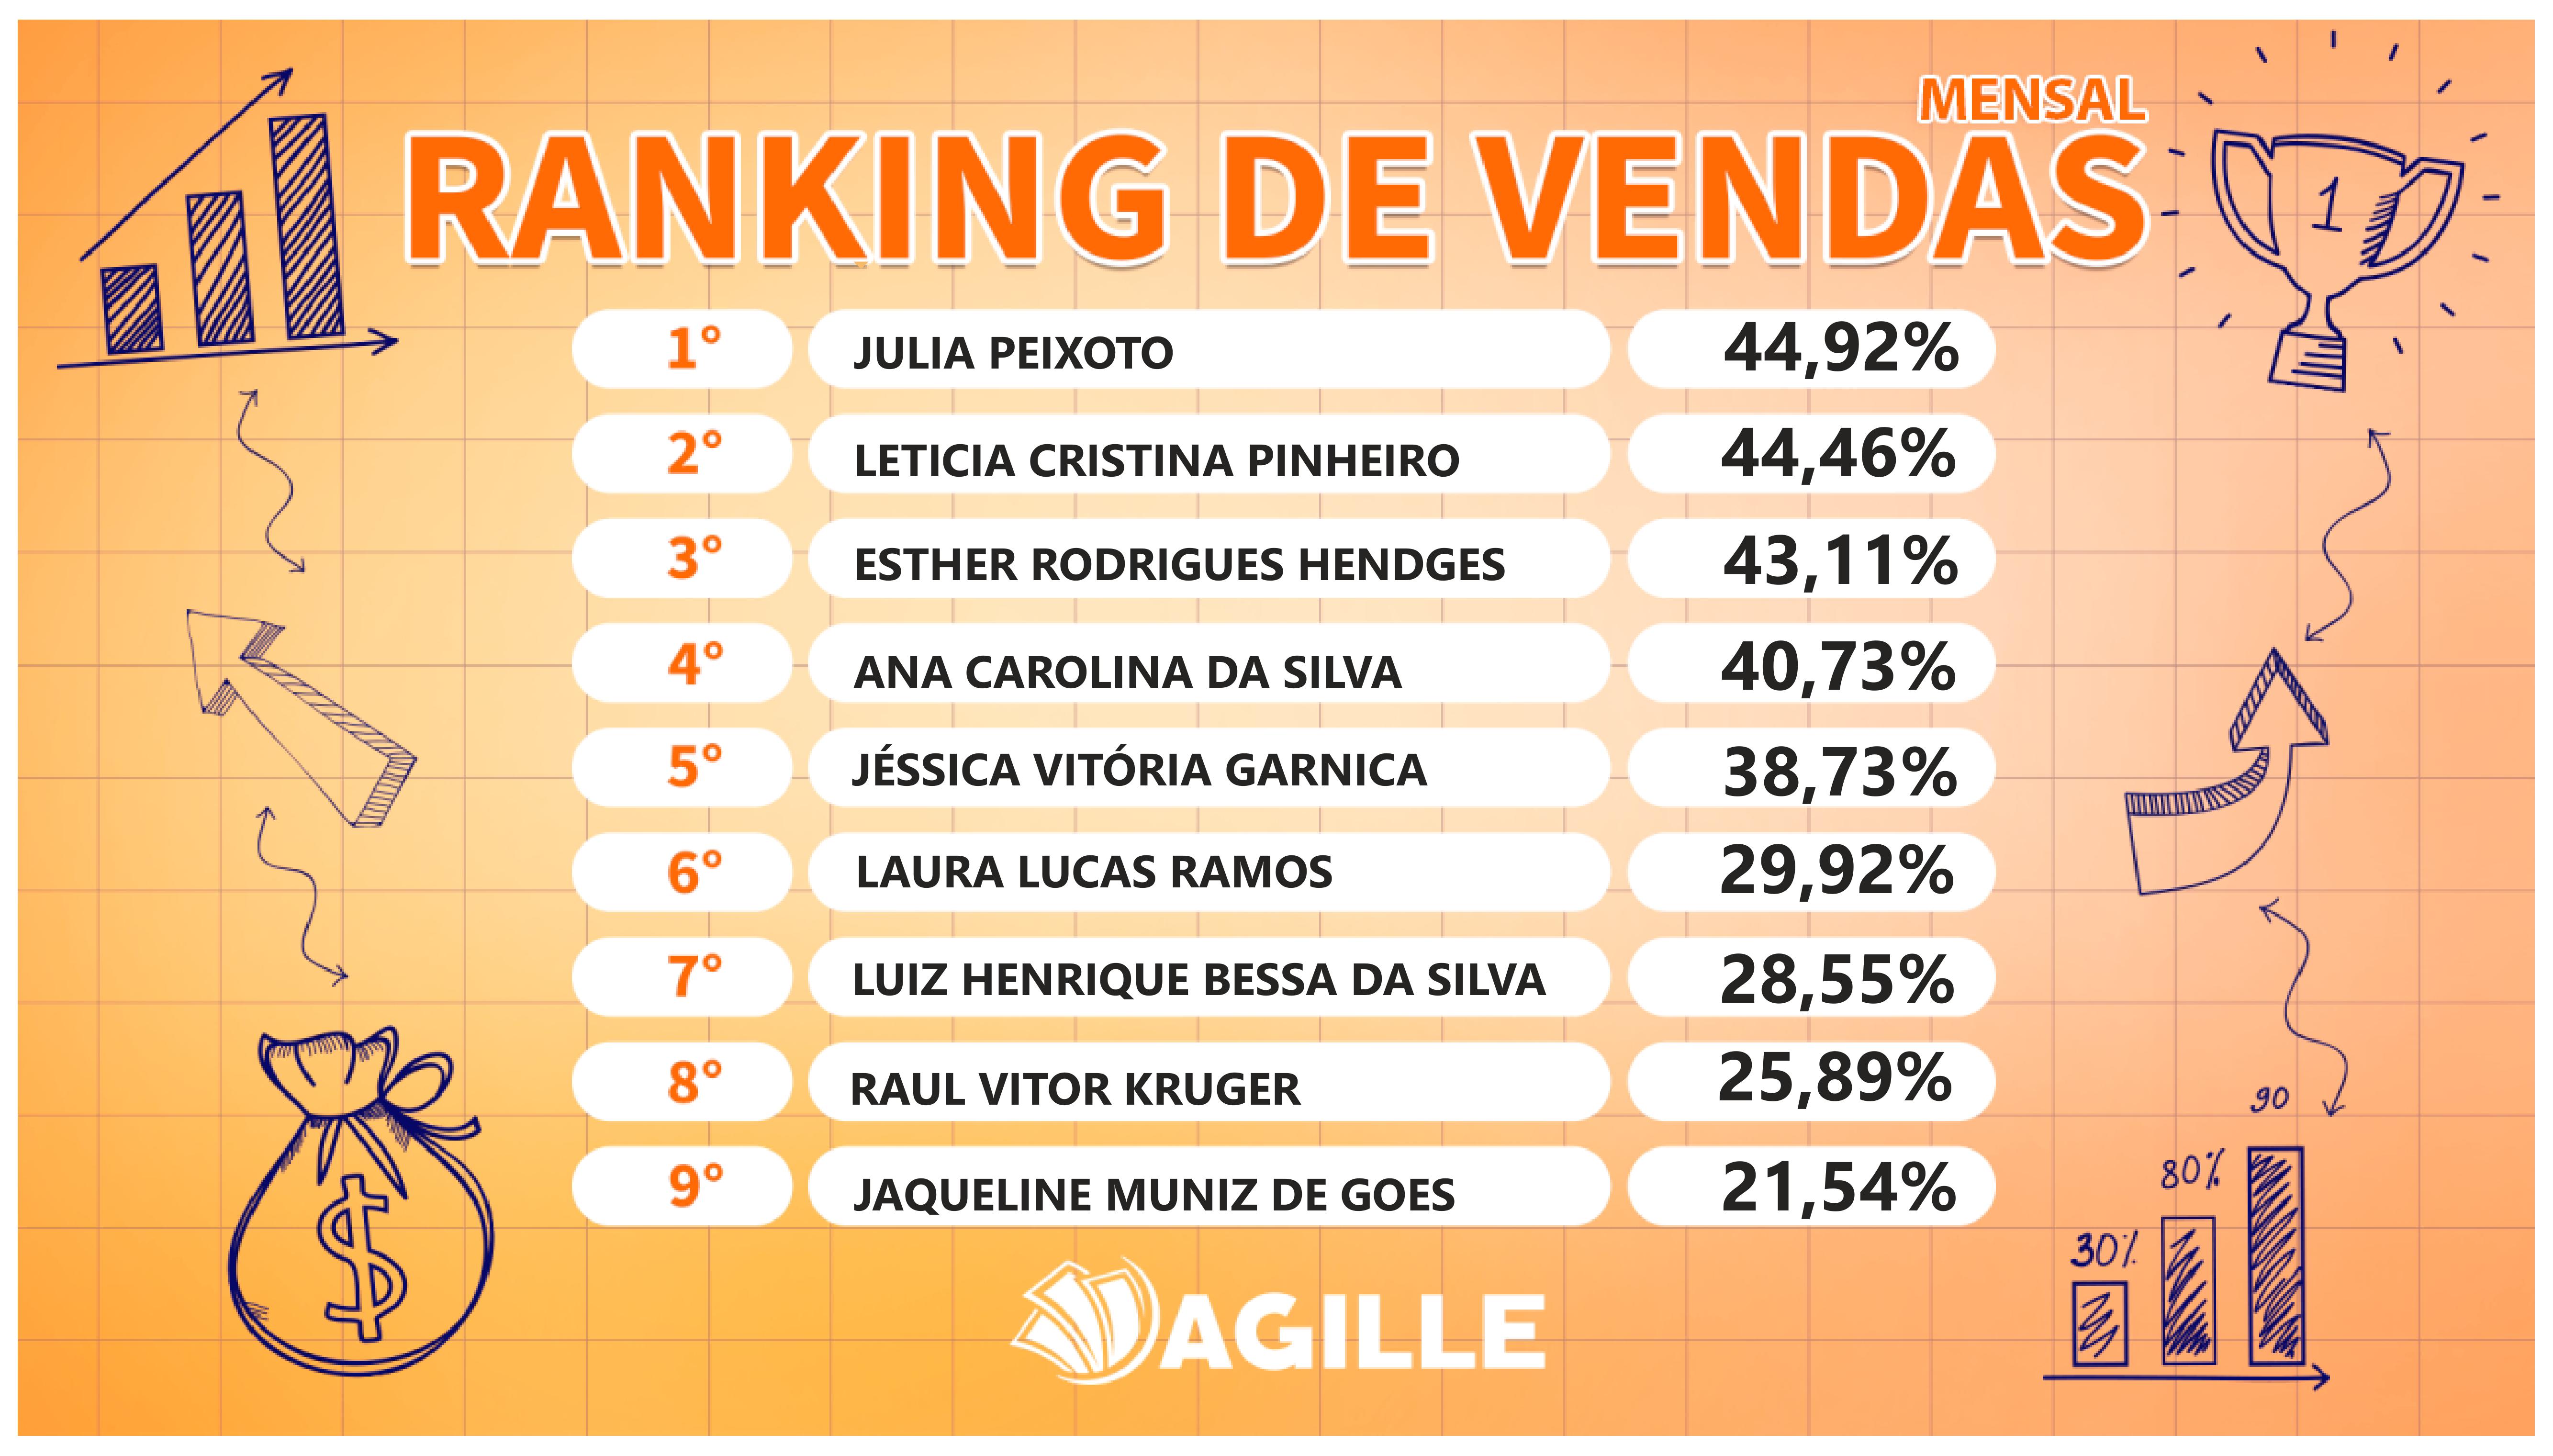 MENSAL
RANKING DE VENDAS
1
1° JULIA PEIXOTO 44,92%
2° LETICIA CRISTINA PINHEIRO 44,46%
3° ESTHER RODRIGUES HENDGES 43,11%
4° ANA CAROLINA DA SILVA 40,73%
5° JÉSSICA VITÓRIA GARNICA 38,73%
6° LAURA LUCAS RAMOS 29,92%
7° LUIZ HENRIQUE BESSA DA SILVA 28,55%
8° RAUL VITOR KRUGER 25,89%
90
9° JAQUELINE MUNIZ DE GOES 21,54%
80%
30%
$
AGILLE